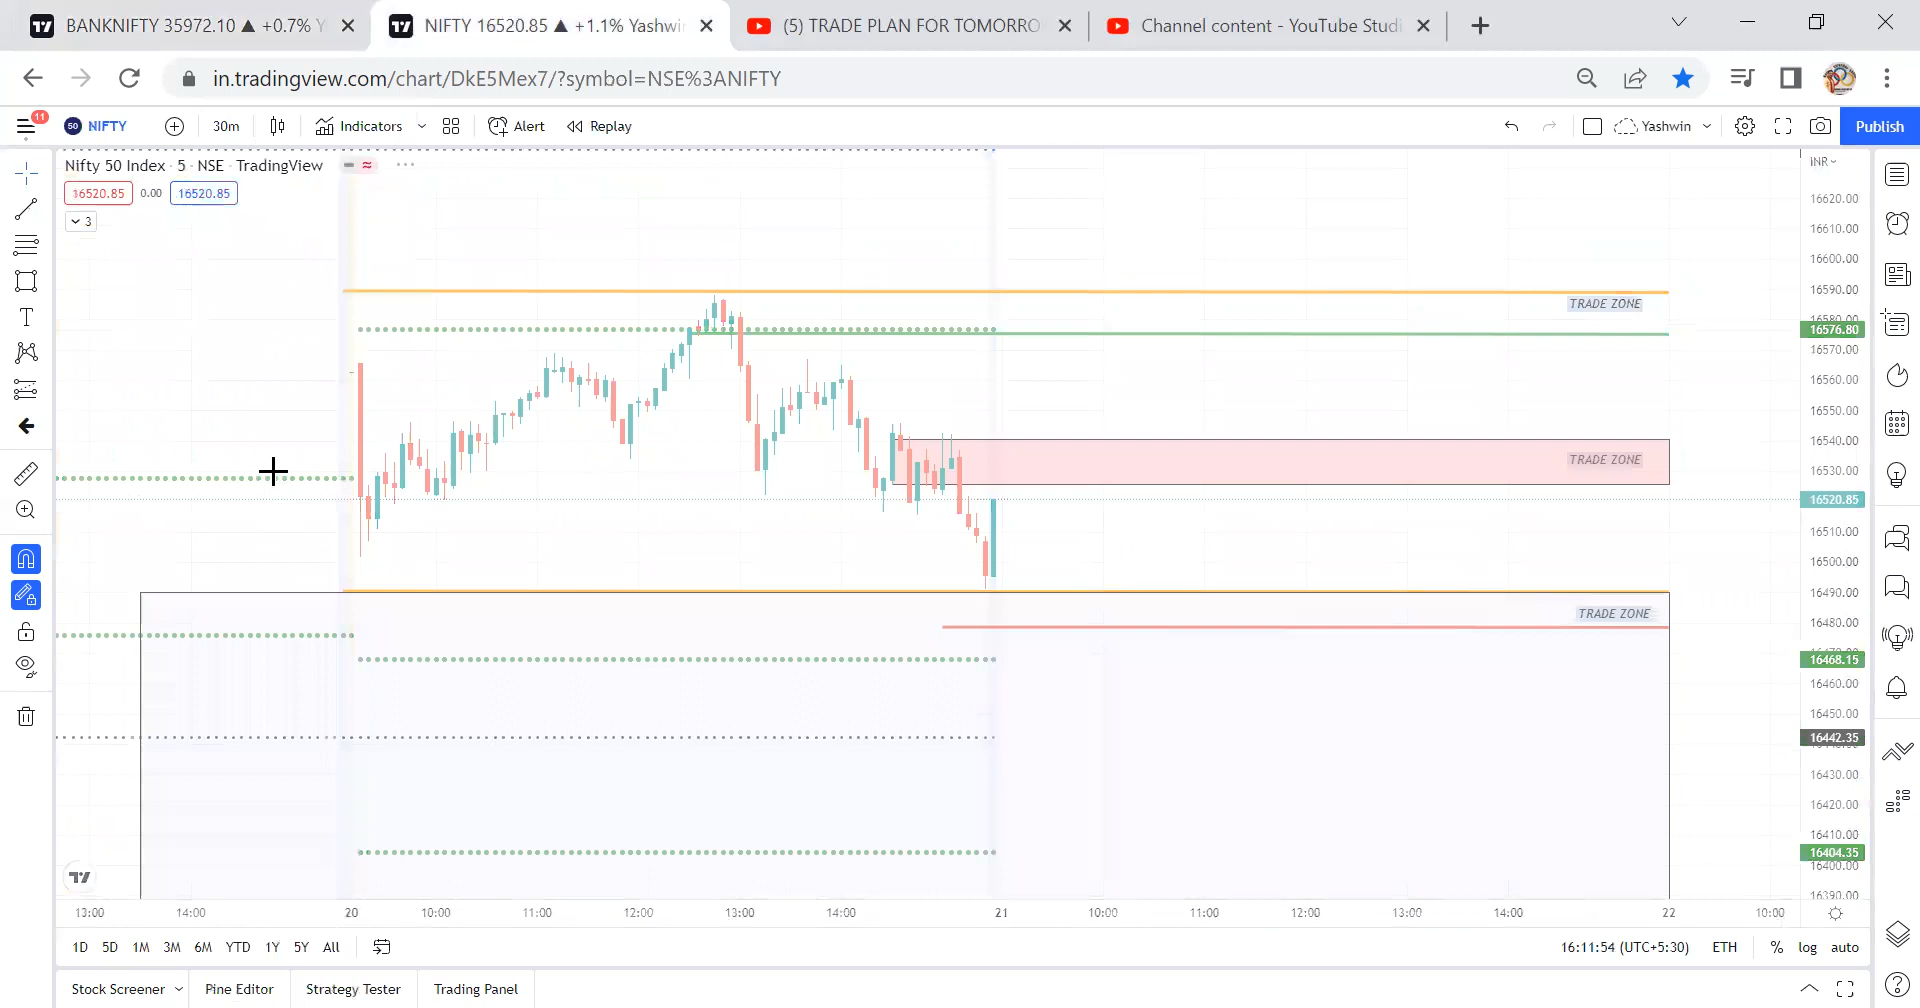 BANKNIFTY 35972.10 ▲ +0.7% Y
NIFTY 16520.85 ▲ +1.1% Yashwi
(5) TRADE PLAN FOR TOMORRO
Channel content - YouTube Studi
in.tradingview.com/chart/DkE5Mex7/?symbol=NSE%3ANIFTY
11
50
NIFTY
30m
Indicators
Alert
Replay
Yashwin
Publish
Nifty 50 Index · 5 · NSE · TradingView
16520.85
0.00
16520.85
3
INR
16620.00
16610.00
16600.00
16590.00
TRADE ZONE
16576.80
16570.00
16560.00
16550.00
16540.00
TRADE ZONE
16530.00
16520.85
16510.00
16500.00
16490.00
TRADE ZONE
16480.00
16468.15
16460.00
16450.00
16442.35
16430.00
16420.00
16410.00
16404.35
16400.00
16390.00
13:00
14:00
20
10:00
11:00
12:00
13:00
14:00
21
10:00
11:00
12:00
13:00
14:00
22
10:00
1D
5D
1M
3M
6M
YTD
1Y
5Y
All
16:11:54 (UTC+5:30)
ETH
%
log
auto
Stock Screener
Pine Editor
Strategy Tester
Trading Panel